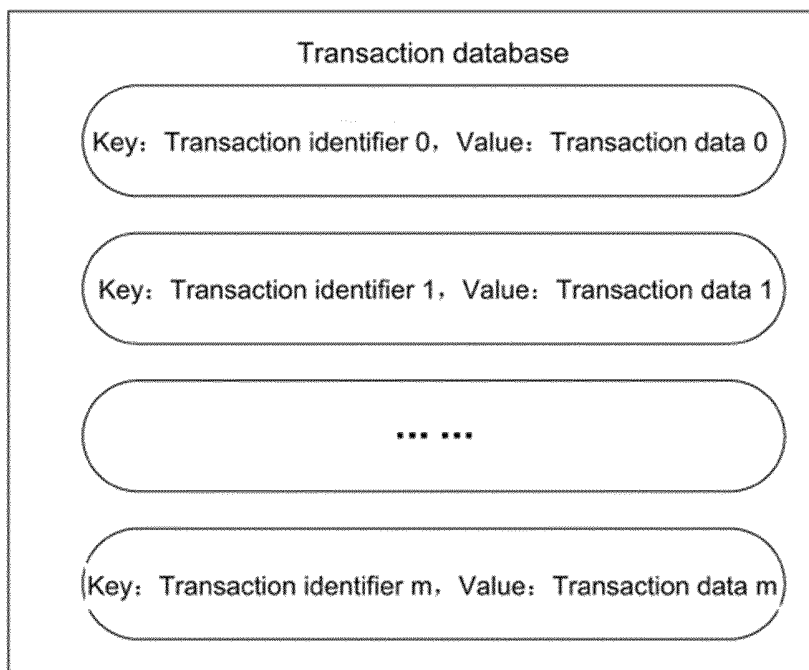 Transaction database
Key：Transaction identifier 0，Value：Transaction data 0
Key：Transaction identifier 1，Value：Transaction data 1
... ...
Key：Transaction identifier m，Value：Transaction data m